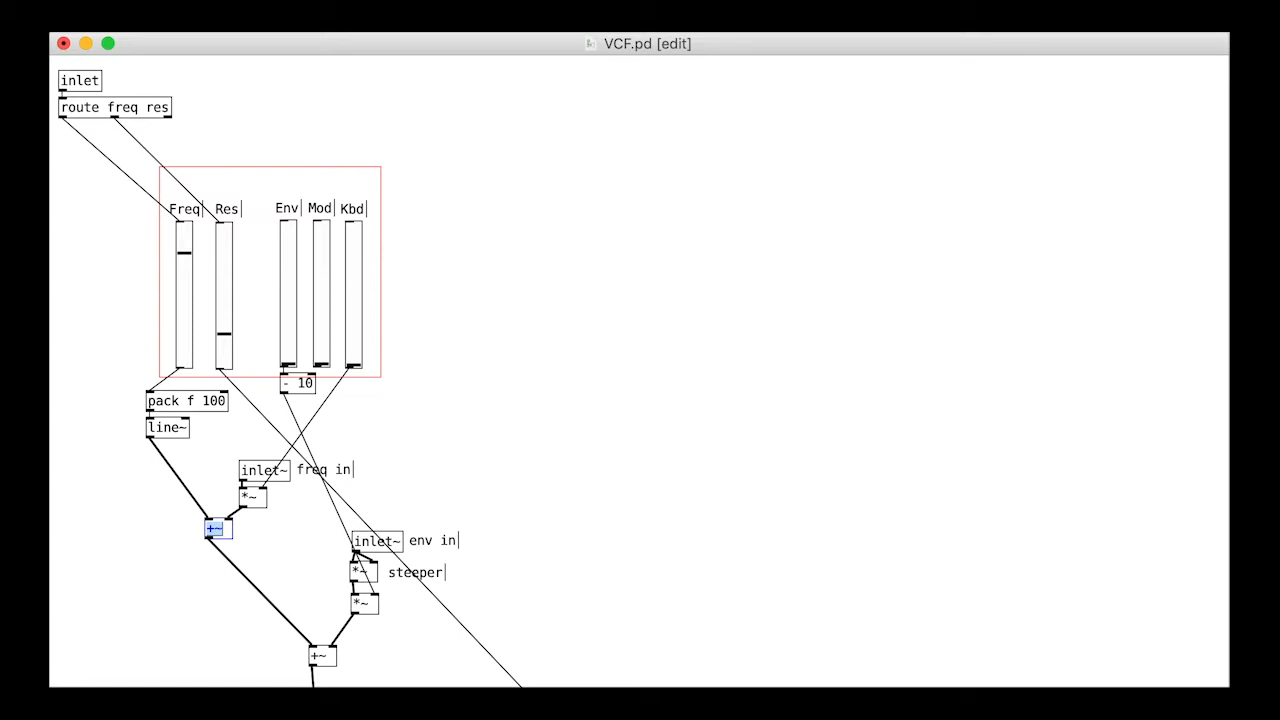 VCF.pd [edit]
inlet
route freq res
Freq Res Env Mod Kbd
- 10
pack f 100
line~
inlet~ freq in
*~
+~
inlet~ env in
*~ steeper
*~
+~